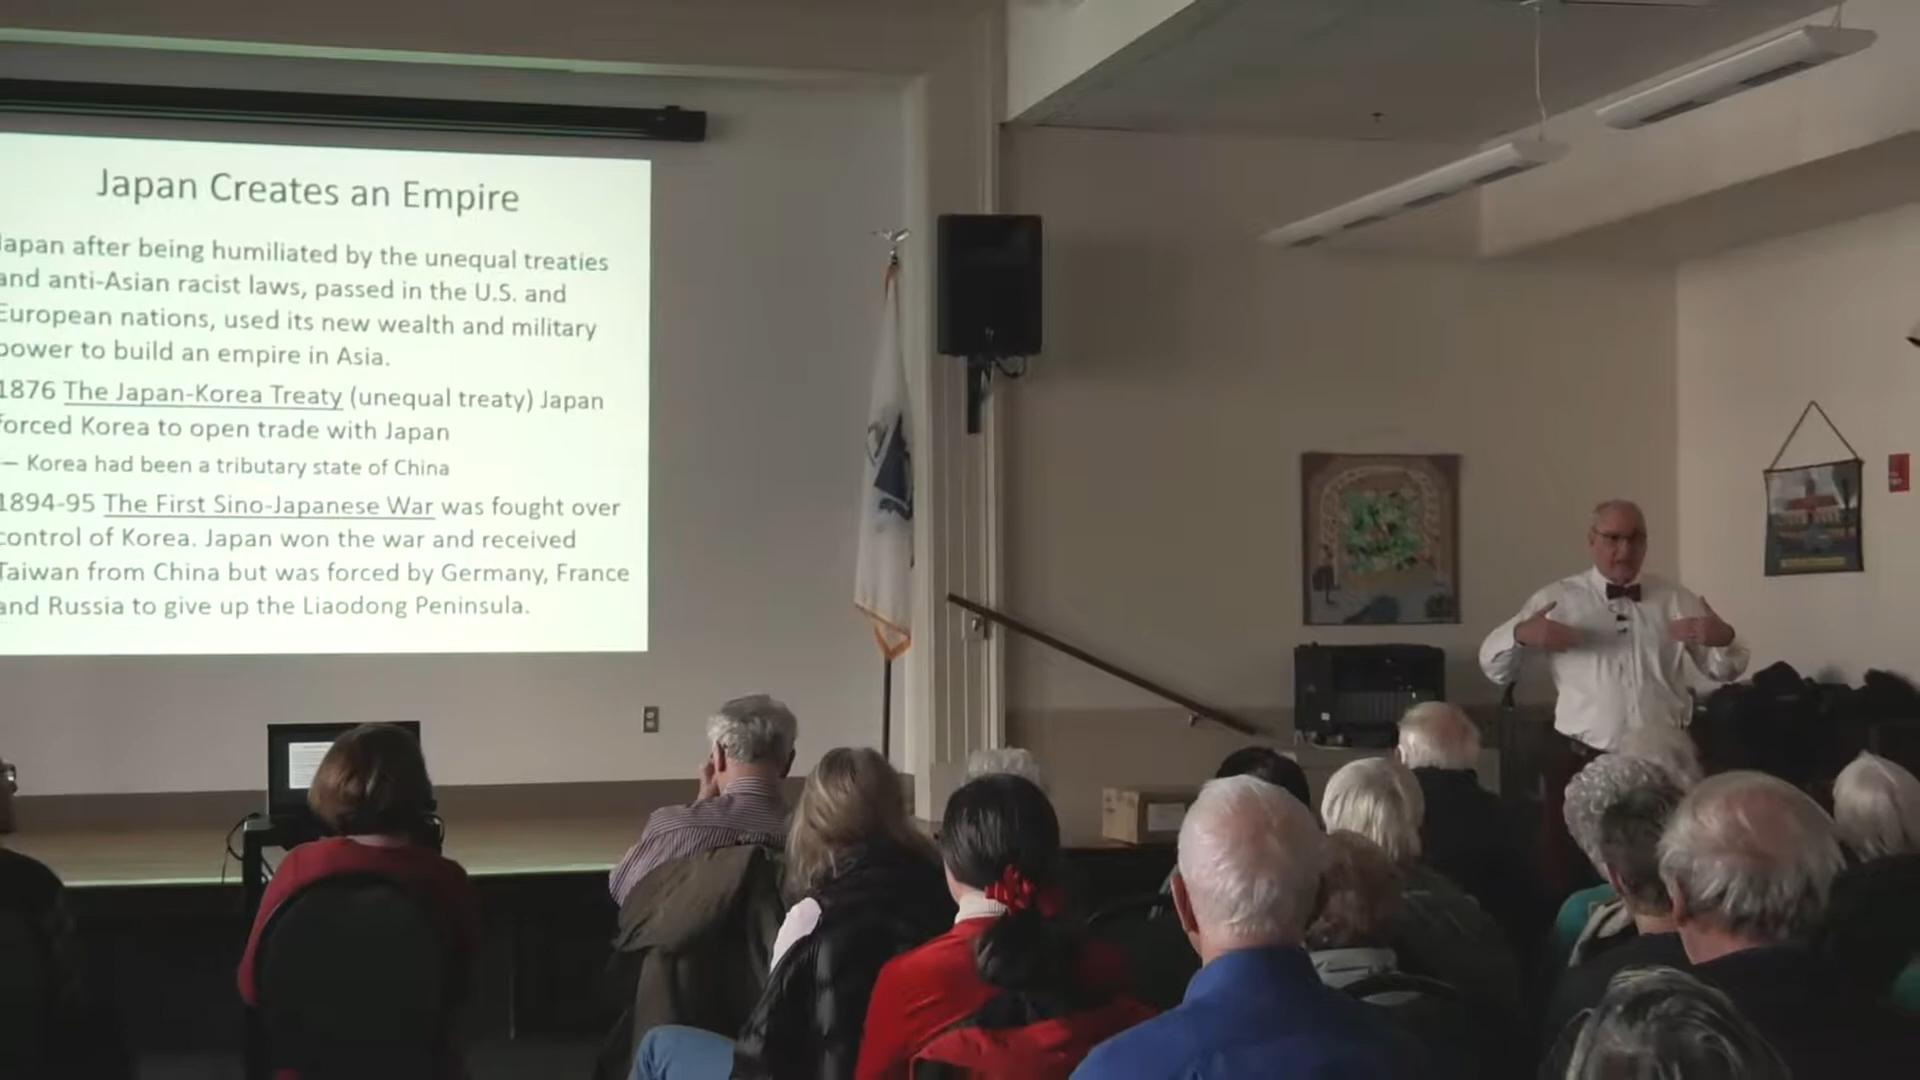 Japan Creates an Empire
Japan after being humiliated by the unequal treaties
and anti-Asian racist laws, passed in the U.S. and
European nations, used its new wealth and military
power to build an empire in Asia.
1876 The Japan-Korea Treaty (unequal treaty) Japan
forced Korea to open trade with Japan
– Korea had been a tributary state of China
1894-95 The First Sino-Japanese War was fought over
control of Korea. Japan won the war and received
Taiwan from China but was forced by Germany, France
and Russia to give up the Liaodong Peninsula.